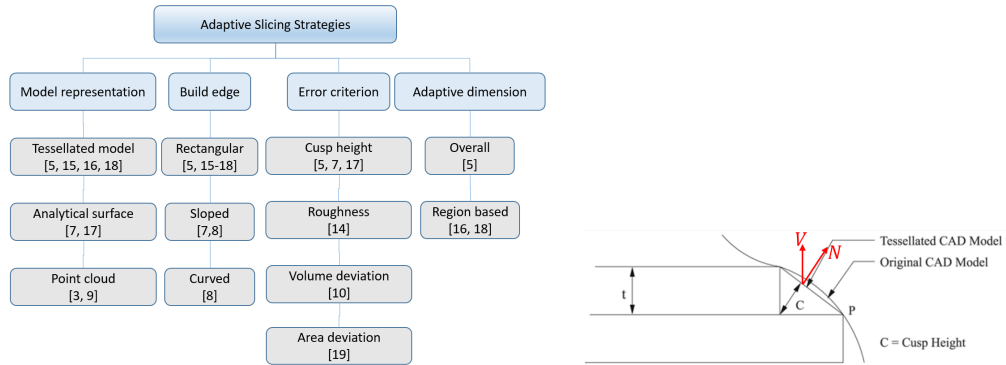 Adaptive Slicing Strategies
Model representation
Build edge
Error criterion
Adaptive dimension
Tessellated model
[5, 15, 16, 18]
Rectangular
[5, 15-18]
Cusp height
[5, 7, 17]
Overall
[5]
Analytical surface
[7, 17]
Sloped
[7,8]
Roughness
[14]
Region based
[16, 18]
Point cloud
[3, 9]
Curved
[8]
Volume deviation
[10]
Area deviation
[19]
V
N
Tessellated CAD Model
Original CAD Model
t
C
P
C = Cusp Height